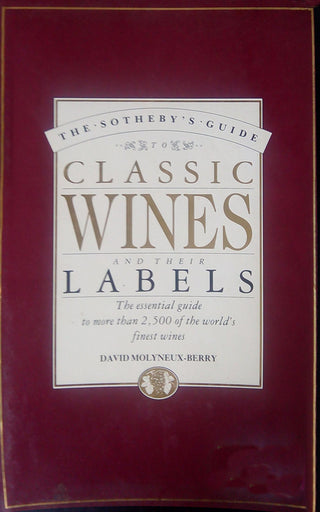 THE·SOTHEBY'S·GUIDE
TO
CLASSIC
WINES
AND THEIR
LABELS
The essential guide
to more than 2,500 of the world's
finest wines
DAVID MOLYNEUX-BERRY